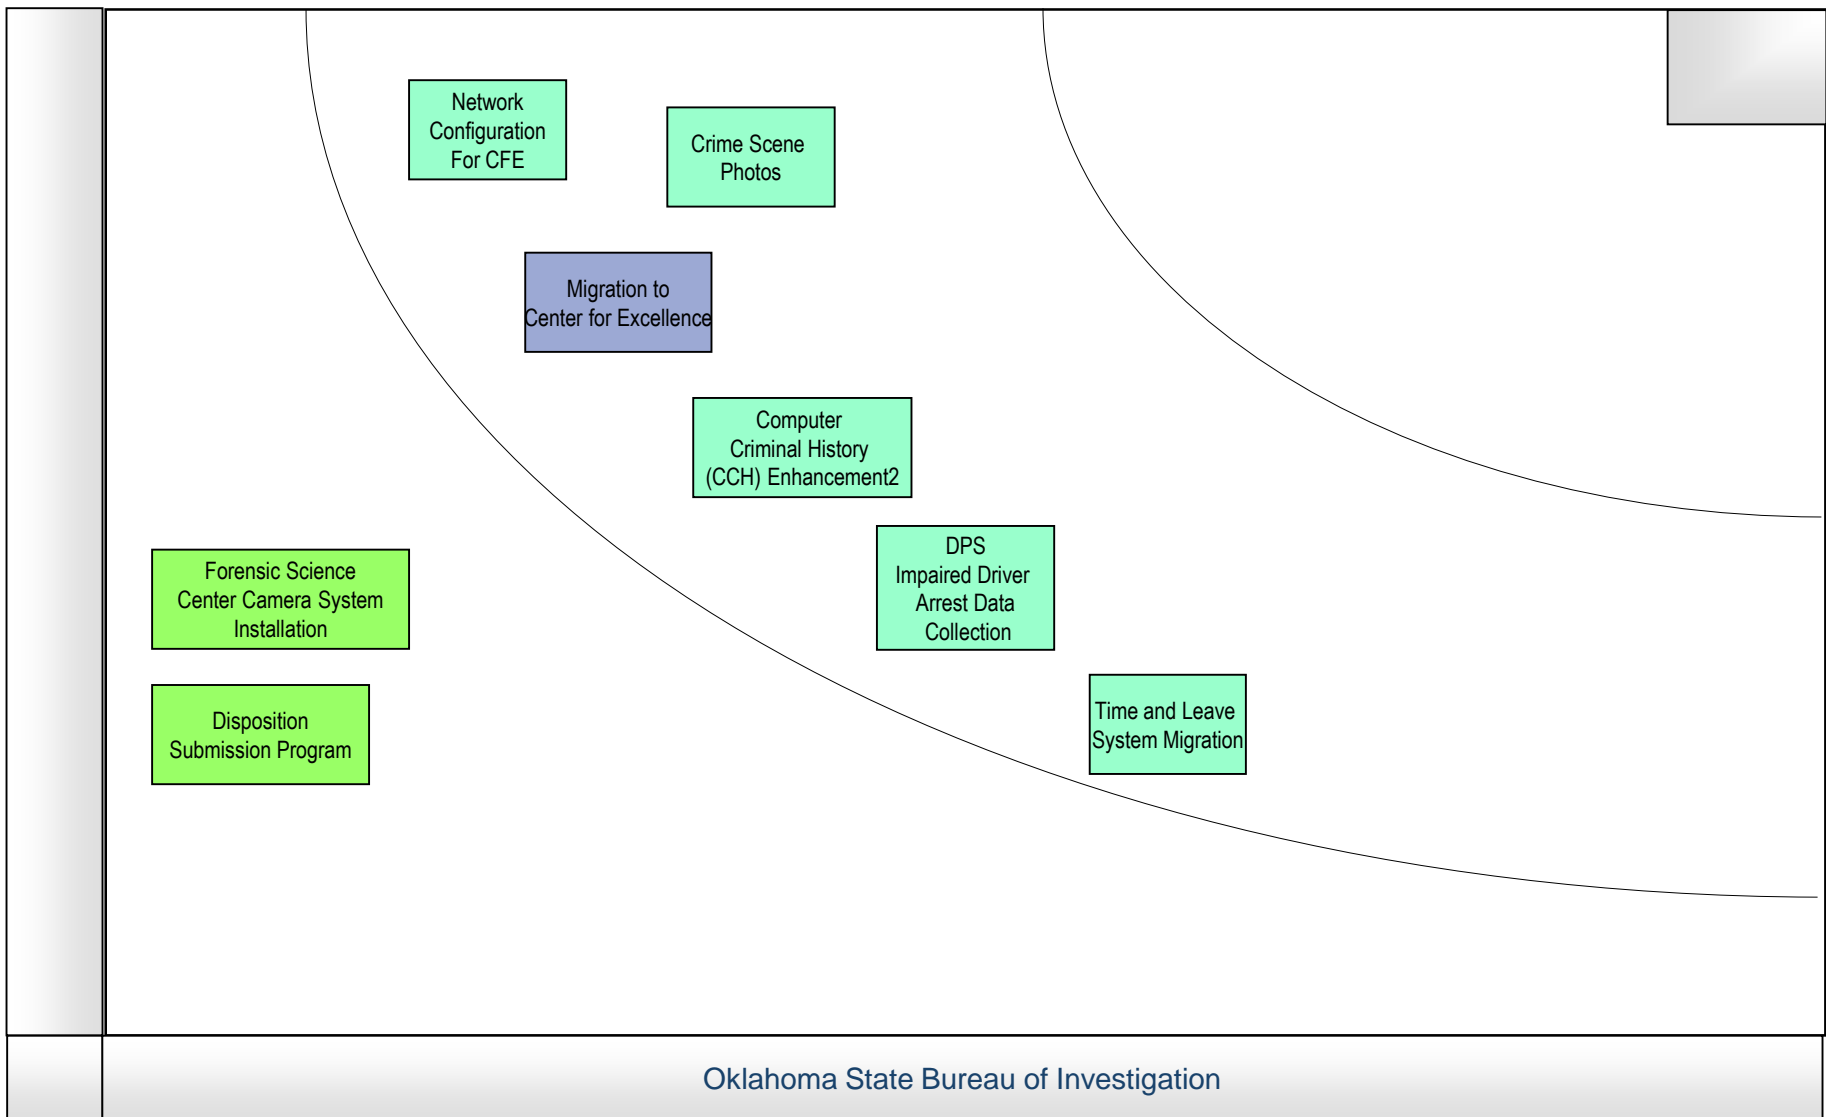 Network
Configuration
For CFE
Crime Scene
Photos
Migration to
Center for Excellence
Computer
Criminal History
(CCH) Enhancement2
DPS
Impaired Driver
Arrest Data
Collection
Forensic Science
Center Camera System
Installation
Time and Leave
System Migration
Disposition
Submission Program
Oklahoma State Bureau of Investigation